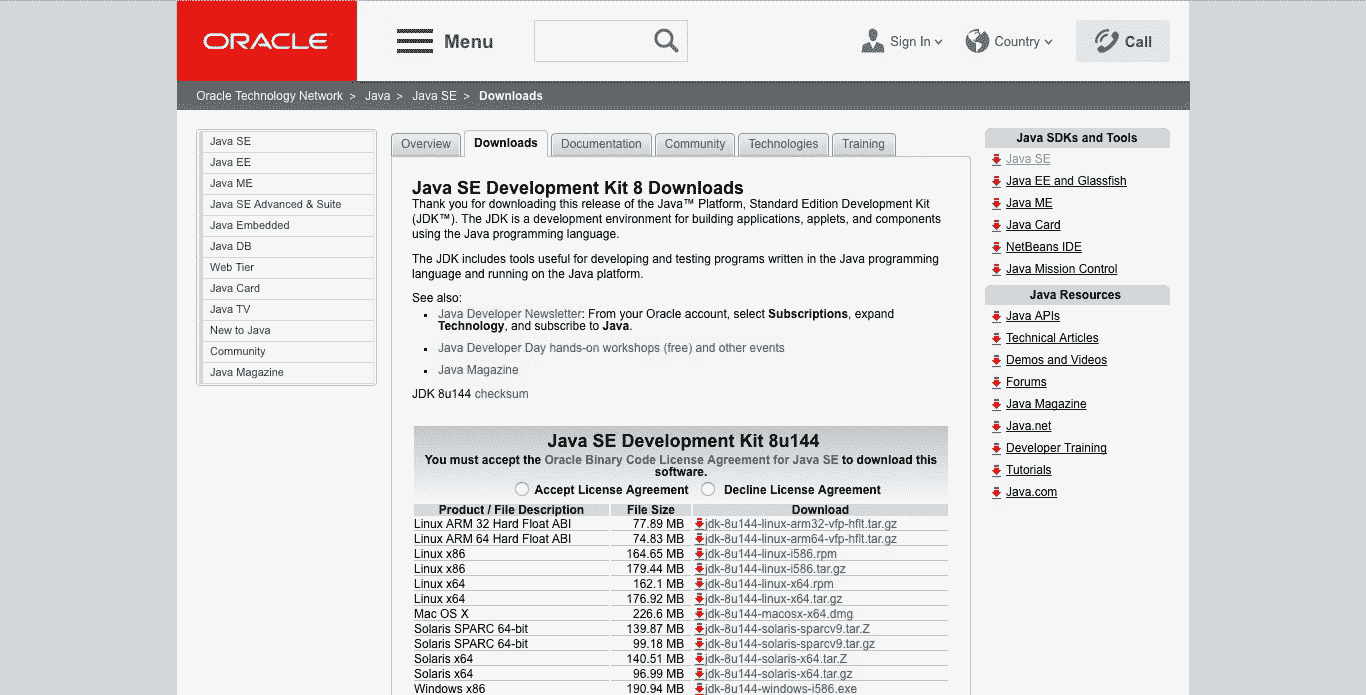 ORACLE
Menu
Sign In
Country
Call
Oracle Technology Network > Java > Java SE > Downloads
Java SE
Java EE
Java ME
Java SE Advanced & Suite
Java Embedded
Java DB
Web Tier
Java Card
Java TV
New to Java
Community
Java Magazine
Overview
Downloads
Documentation
Community
Technologies
Training
Java SE Development Kit 8 Downloads
Thank you for downloading this release of the Java™ Platform, Standard Edition Development Kit
(JDK™). The JDK is a development environment for building applications, applets, and components
using the Java programming language.
The JDK includes tools useful for developing and testing programs written in the Java programming
language and running on the Java platform.
See also:
Java Developer Newsletter: From your Oracle account, select Subscriptions, expand
Technology, and subscribe to Java.
Java Developer Day hands-on workshops (free) and other events
Java Magazine
JDK 8u144 checksum
Java SE Development Kit 8u144
You must accept the Oracle Binary Code License Agreement for Java SE to download this
software.
Accept License Agreement Decline License Agreement
Product / File Description File Size Download
Linux ARM 32 Hard Float ABI 77.89 MB jdk-8u144-linux-arm32-vfp-hflt.tar.gz
Linux ARM 64 Hard Float ABI 74.83 MB jdk-8u144-linux-arm64-vfp-hflt.tar.gz
Linux x86 164.65 MB jdk-8u144-linux-i586.rpm
Linux x86 179.44 MB jdk-8u144-linux-i586.tar.gz
Linux x64 162.1 MB jdk-8u144-linux-x64.rpm
Linux x64 176.92 MB jdk-8u144-linux-x64.tar.gz
Mac OS X 226.6 MB jdk-8u144-macosx-x64.dmg
Solaris SPARC 64-bit 139.87 MB jdk-8u144-solaris-sparcv9.tar.Z
Solaris SPARC 64-bit 99.18 MB jdk-8u144-solaris-sparcv9.tar.gz
Solaris x64 140.51 MB jdk-8u144-solaris-x64.tar.Z
Solaris x64 96.99 MB jdk-8u144-solaris-x64.tar.gz
Windows x86 190.94 MB jdk-8u144-windows-i586.exe
Java SDKs and Tools
Java SE
Java EE and Glassfish
Java ME
Java Card
NetBeans IDE
Java Mission Control
Java Resources
Java APIs
Technical Articles
Demos and Videos
Forums
Java Magazine
Java.net
Developer Training
Tutorials
Java.com